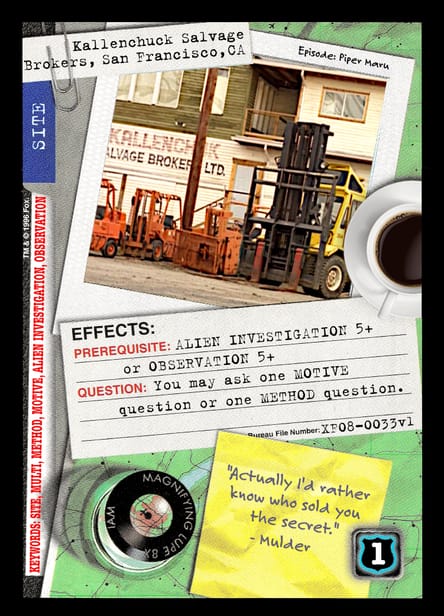 Kallenchuck Salvage
Brokers, San Francisco,CA
Episode: Piper Maru
SITE
KALLENCHUK
SALVAGE BROKERS LTD.
TM & © 1996 Fox.
KEYWORDS: SITE, MULTI, METHOD, MOTIVE, ALIEN INVESTIGATION, OBSERVATION
EFFECTS:
PREREQUISITE: ALIEN INVESTIGATION 5+
or OBSERVATION 5+
QUESTION: You may ask one MOTIVE
question or one METHOD question.
Bureau File Number: XF08-0033v1
MAGNIFYING LUPE 8X
IAM
"Actually I'd rather
know who sold you
the secret."
- Mulder
1